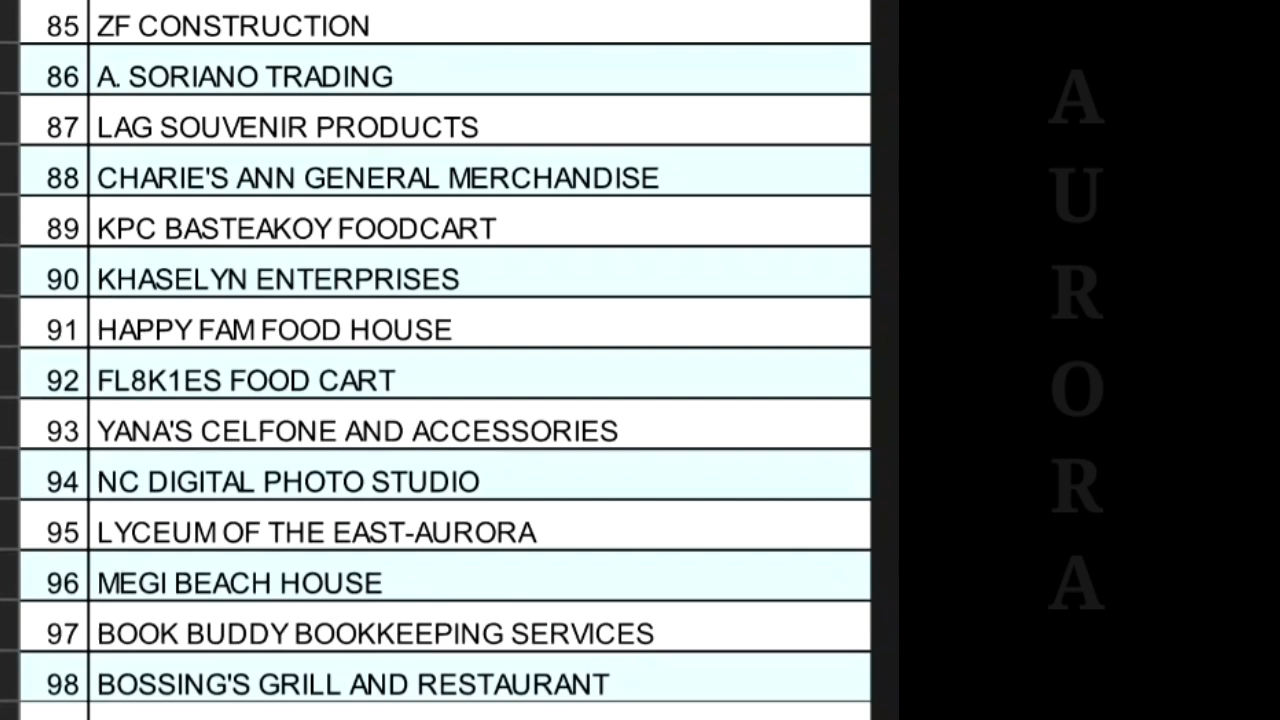 85 ZF CONSTRUCTION
86 A. SORIANO TRADING
87 LAG SOUVENIR PRODUCTS
88 CHARIE'S ANN GENERAL MERCHANDISE
89 KPC BASTEAKOY FOODCART
90 KHASELYN ENTERPRISES
91 HAPPY FAM FOOD HOUSE
92 FL8K1ES FOOD CART
93 YANA'S CELFONE AND ACCESSORIES
94 NC DIGITAL PHOTO STUDIO
95 LYCEUM OF THE EAST-AURORA
96 MEGI BEACH HOUSE
97 BOOK BUDDY BOOKKEEPING SERVICES
98 BOSSING'S GRILL AND RESTAURANT
AURORA